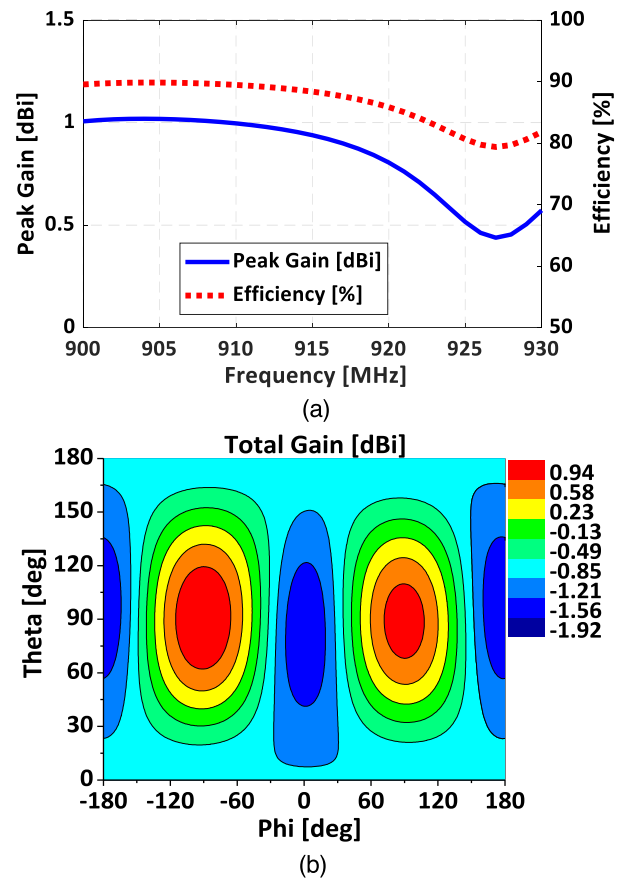 1.5
1
0.5
0
Peak Gain [dBi]
100
90
80
70
60
50
Efficiency [%]
Peak Gain [dBi]
Efficiency [%]
900 905 910 915 920 925 930
Frequency [MHz]
(a)
Total Gain [dBi]
180
150
120
90
60
30
0
Theta [deg]
0.94
0.58
0.23
-0.13
-0.49
-0.85
-1.21
-1.56
-1.92
-180 -120 -60 0 60 120 180
Phi [deg]
(b)